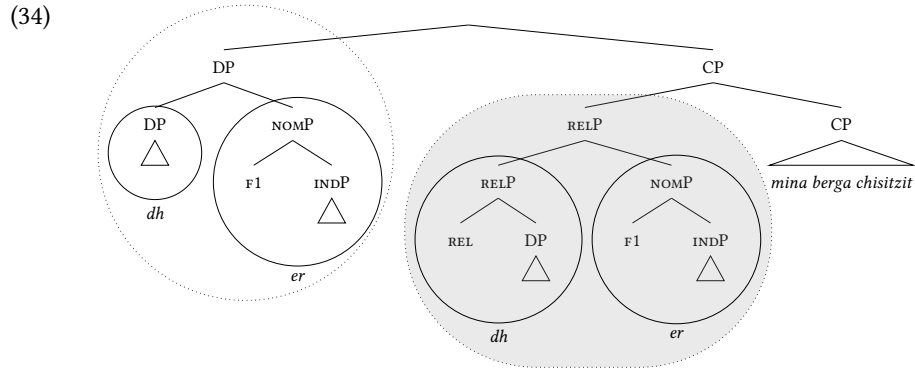 (34)
DP CP
DP NOMP RELP CP
F1 INDP RELP NOMP mina berga chisitzit
dh
REL DP F1 INDP
er
dh er